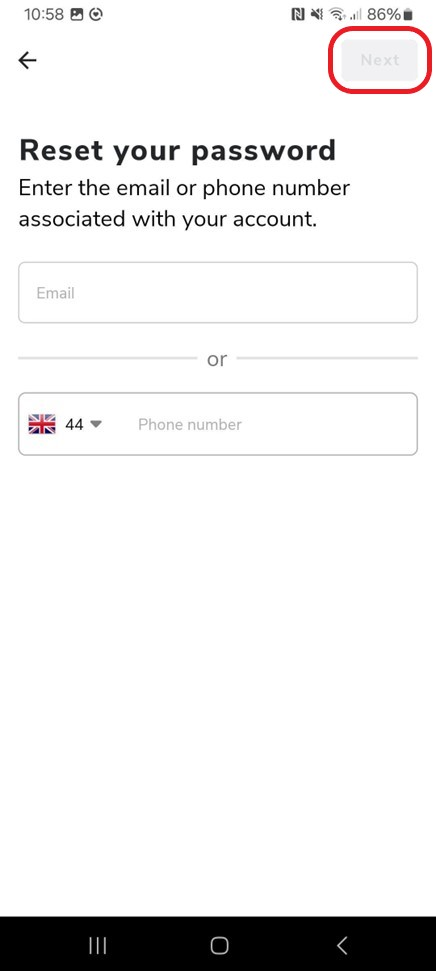 10:58 86%
Next
Reset your password
Enter the email or phone number
associated with your account.
Email
or
44 Phone number